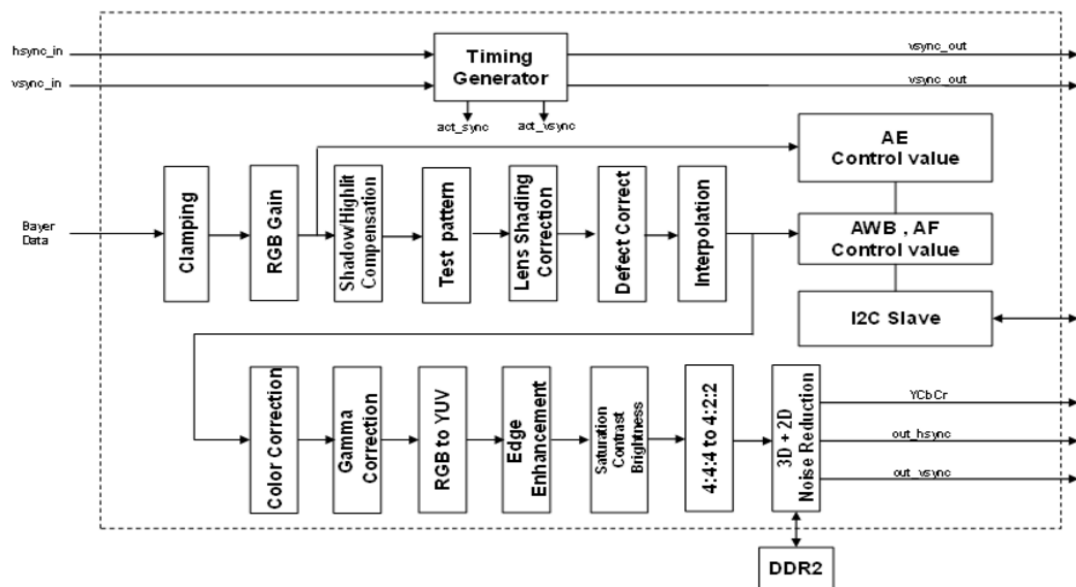 hsync_in
vsync_in
Timing
Generator
vsync_out
vsync_out
act_sync
act_vsync
AE
Control value
Bayer
Data
Clamping
RGB Gain
Shadow/Highlit
Compensation
Test pattern
Lens Shading
Correction
Defect Correct
Interpolation
AWB , AF
Control value
I2C Slave
Color Correction
Gamma
Correction
RGB to YUV
Edge
Enhancement
Saturation
Contrast
Brightness
4:4:4 to 4:2:2
3D + 2D
Noise Reduction
YCbCr
out_hsync
out_vsync
DDR2